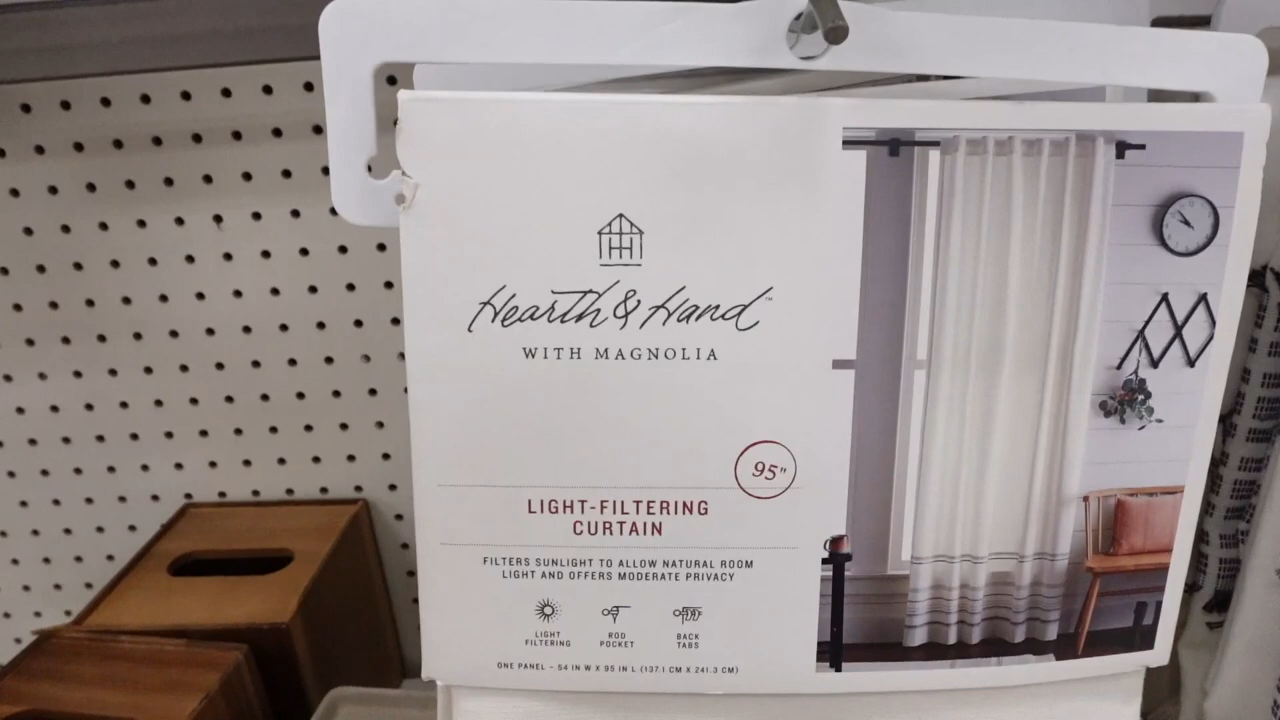 Hearth & Hand™
WITH MAGNOLIA
95"
LIGHT-FILTERING
CURTAIN
FILTERS SUNLIGHT TO ALLOW NATURAL ROOM
LIGHT AND OFFERS MODERATE PRIVACY
LIGHT
FILTERING
ROD
POCKET
BACK
TABS
ONE PANEL – 54 IN W X 95 IN L (137.1 CM X 241.3 CM)